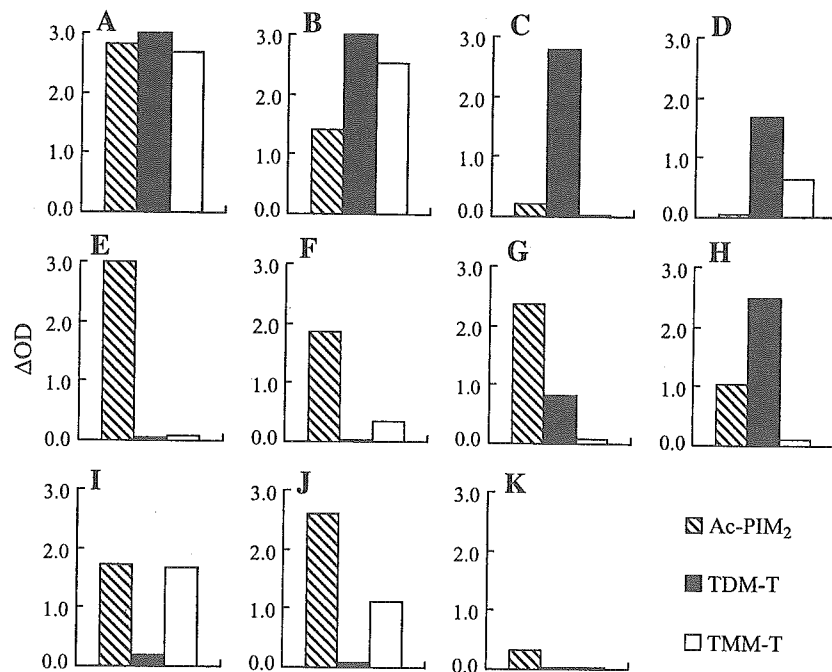 A B C D
3.0 3.0 3.0 3.0
2.0 2.0 2.0 2.0
1.0 1.0 1.0 1.0
0.0 0.0 0.0 0.0
E F G H
3.0 3.0 3.0 3.0
2.0 2.0 2.0 2.0
1.0 1.0 1.0 1.0
0.0 0.0 0.0 0.0
ΔOD
I J K
3.0 3.0 3.0
2.0 2.0 2.0
1.0 1.0 1.0
0.0 0.0 0.0
Ac-PIM₂
TDM-T
TMM-T